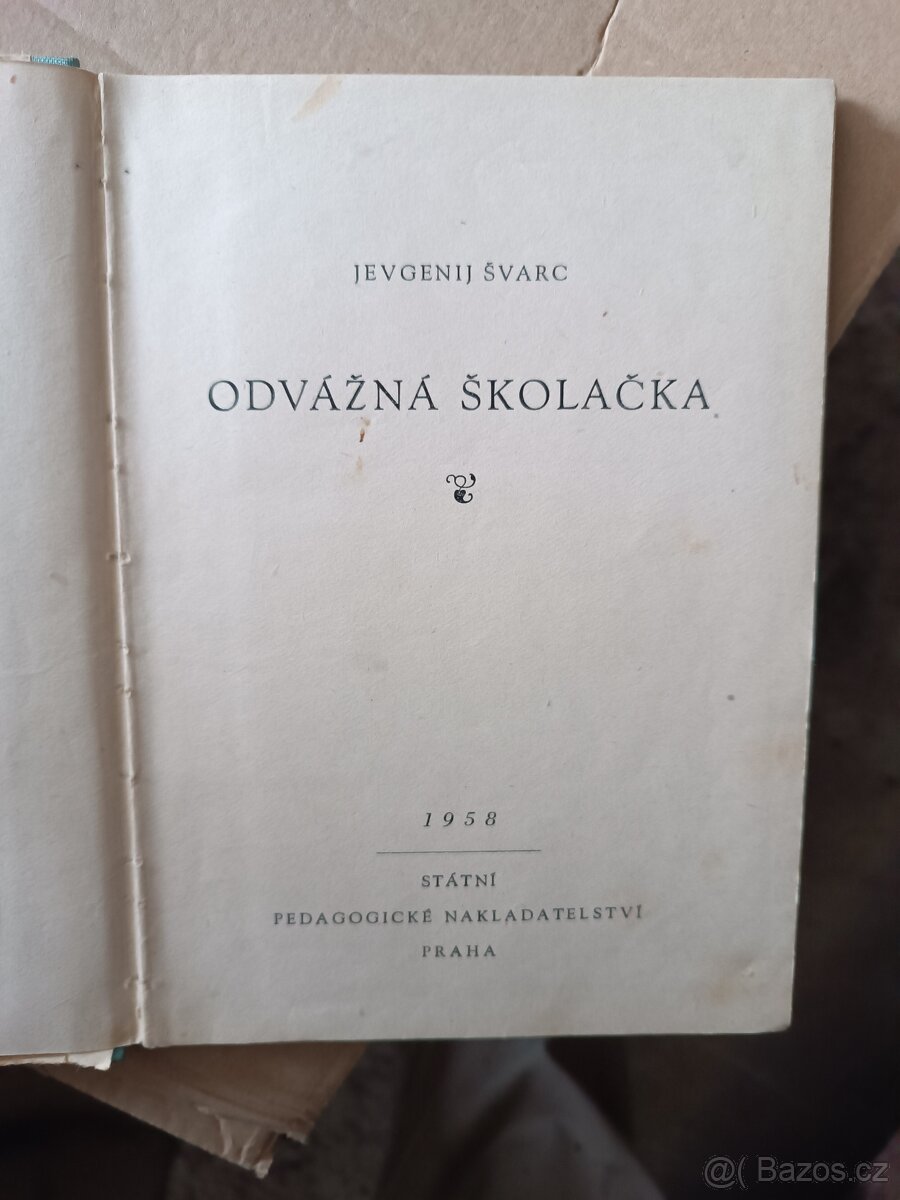 JEVGENIJ ŠVARC
ODVÁŽNÁ ŠKOLAČKA
1958
STÁTNÍ
PEDAGOGICKÉ NAKLADATELSTVÍ
PRAHA
@( Bazos.cz